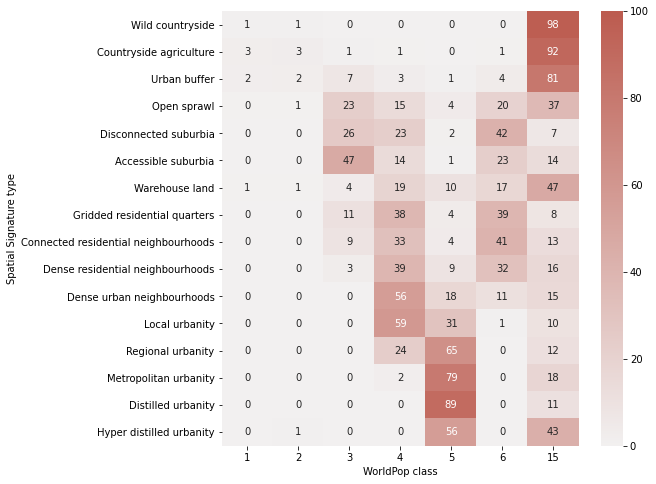 Spatial Signature type
Wild countryside 1 1 0 0 0 0 98
Countryside agriculture 3 3 1 1 0 1 92
Urban buffer 2 2 7 3 1 4 81
Open sprawl 0 1 23 15 4 20 37
Disconnected suburbia 0 0 26 23 2 42 7
Accessible suburbia 0 0 47 14 1 23 14
Warehouse land 1 1 4 19 10 17 47
Gridded residential quarters 0 0 11 38 4 39 8
Connected residential neighbourhoods 0 0 9 33 4 41 13
Dense residential neighbourhoods 0 0 3 39 9 32 16
Dense urban neighbourhoods 0 0 0 56 18 11 15
Local urbanity 0 0 0 59 31 1 10
Regional urbanity 0 0 0 24 65 0 12
Metropolitan urbanity 0 0 0 2 79 0 18
Distilled urbanity 0 0 0 0 89 0 11
Hyper distilled urbanity 0 1 0 0 56 0 43
1 2 3 4 5 6 15
WorldPop class
100
80
60
40
20
0